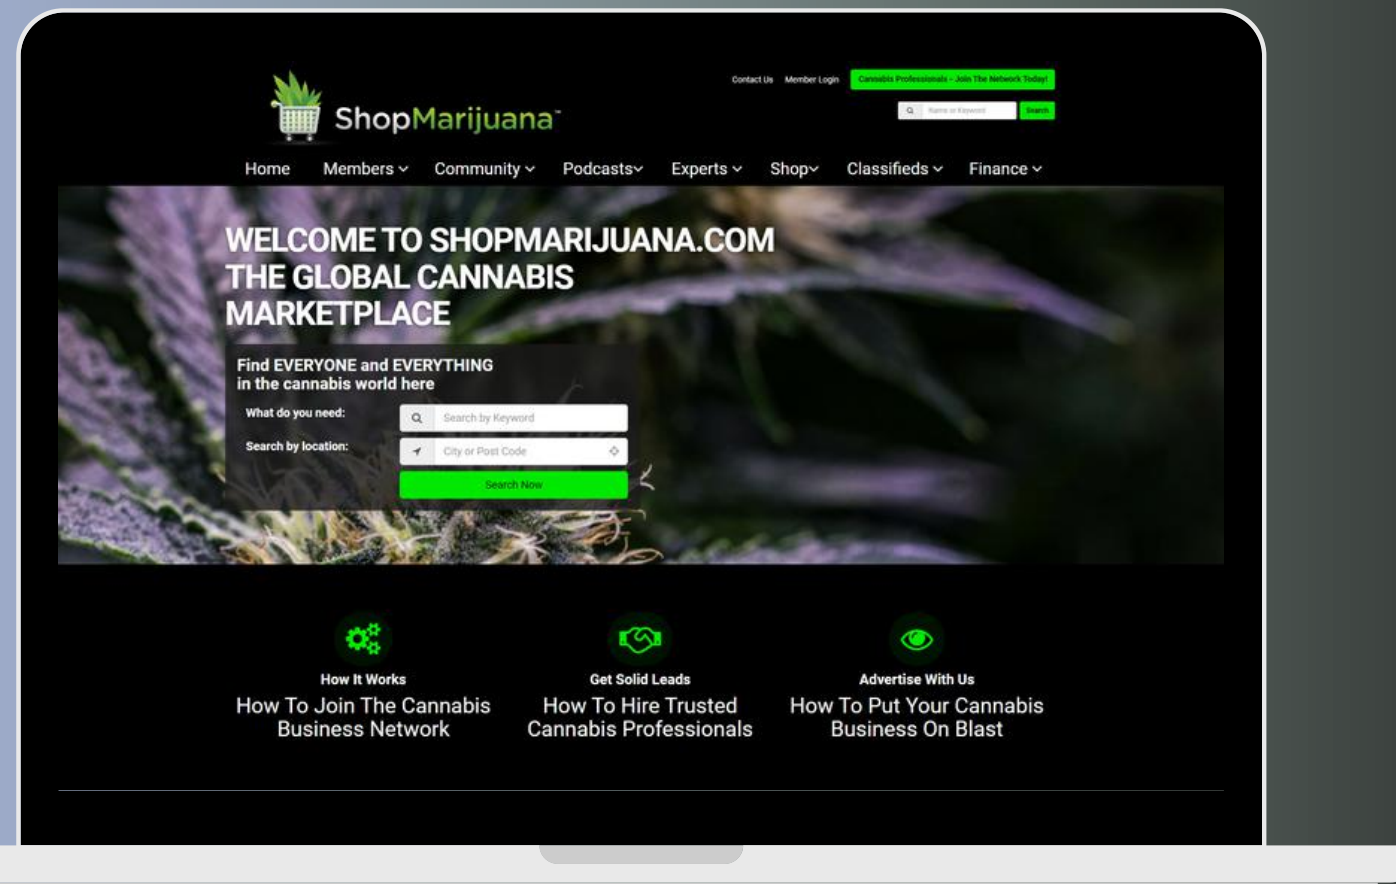 Contact Us Member Login Cannabis Professionals - Join The Network Today!
ShopMarijuana™
Name or Keyword Search
Home Members Community Podcasts Experts Shop Classifieds Finance
WELCOME TO SHOPMARIJUANA.COM
THE GLOBAL CANNABIS
MARKETPLACE
Find EVERYONE and EVERYTHING
in the cannabis world here
What do you need: Search by Keyword
Search by location: City or Post Code
Search Now
How It Works
How To Join The Cannabis
Business Network
Get Solid Leads
How To Hire Trusted
Cannabis Professionals
Advertise With Us
How To Put Your Cannabis
Business On Blast